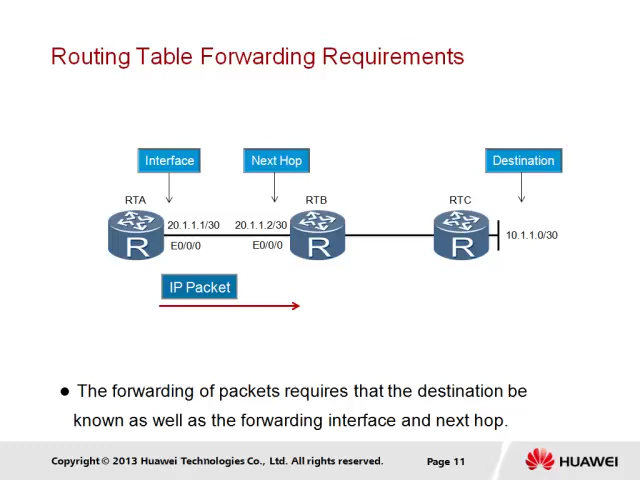 Routing Table Forwarding Requirements
Interface
Next Hop
Destination
RTA
RTB
RTC
20.1.1.1/30
20.1.1.2/30
E0/0/0
E0/0/0
10.1.1.0/30
R
R
R
IP Packet
● The forwarding of packets requires that the destination be
known as well as the forwarding interface and next hop.
Copyright © 2013 Huawei Technologies Co., Ltd. All rights reserved.
Page 11
HUAWEI